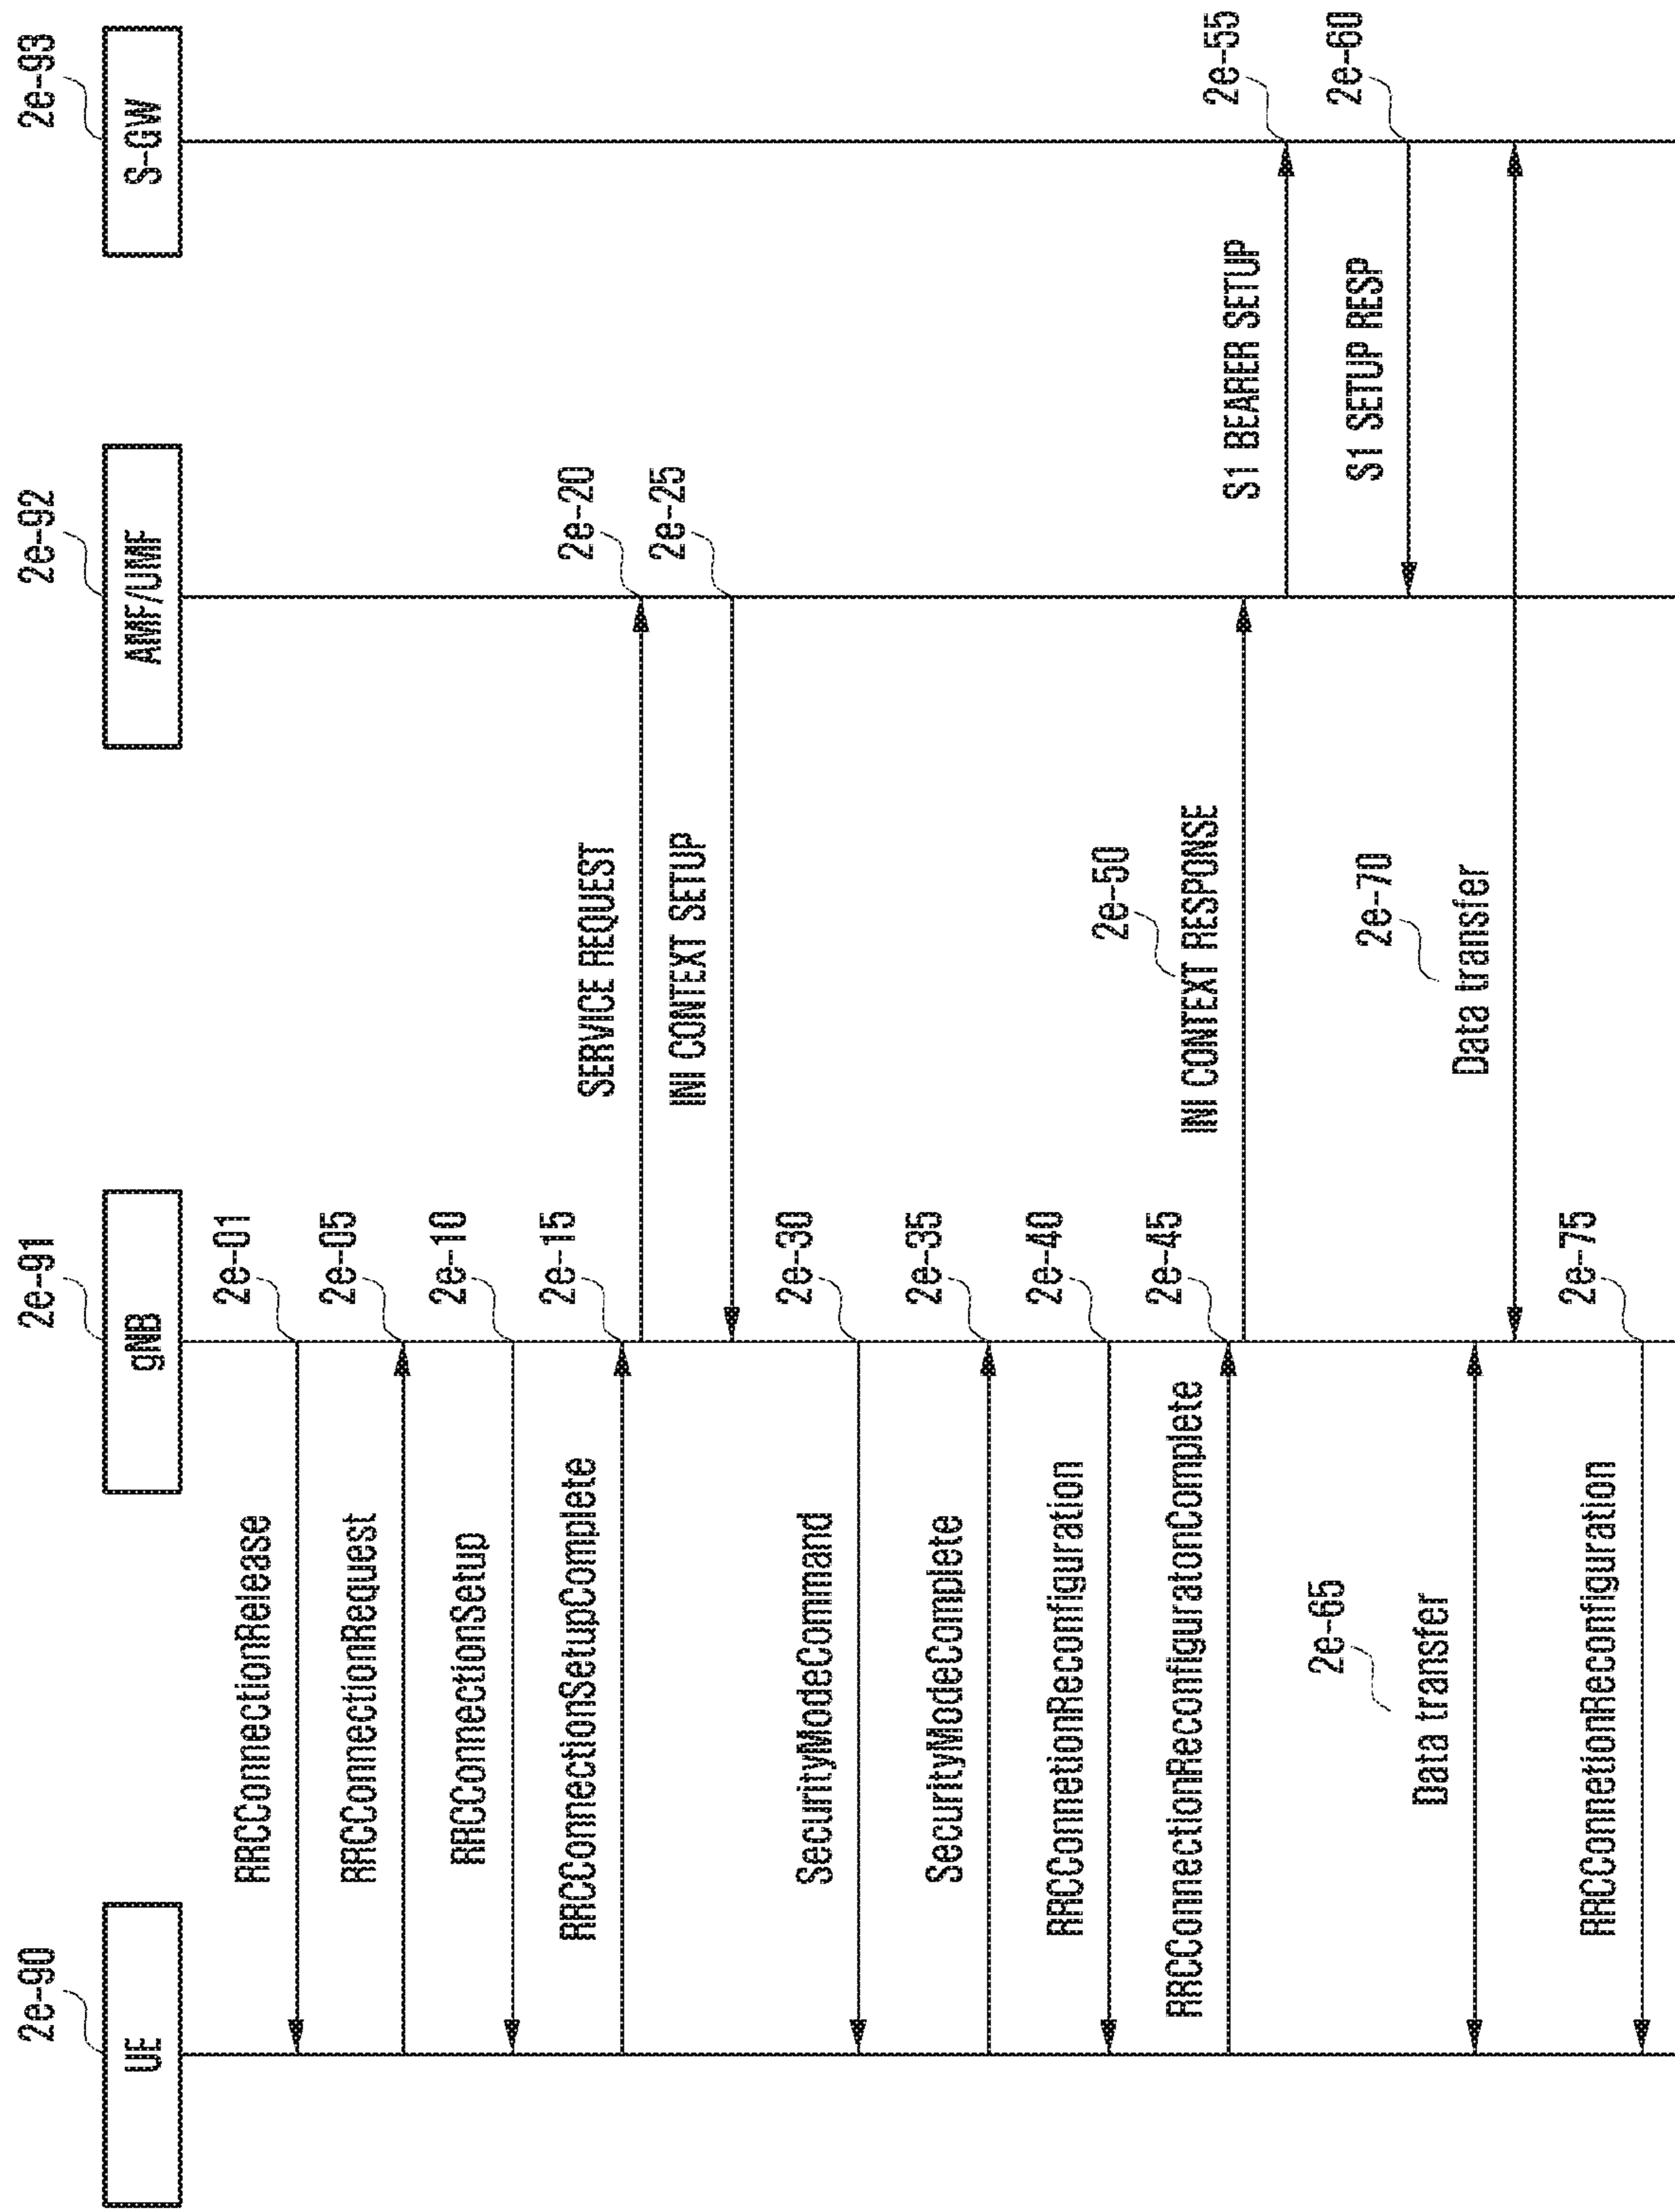 2e-90
2e-91
2e-92
2e-93
UE
gNB
AMF/UMF
S-GW
RRCConnectionRelease
2e-01
RRCConnectionRequest
2e-05
RRCConnectionSetup
2e-10
RRCConnectionSetupComplete
2e-15
SERVICE REQUEST
2e-20
INI CONTEXT SETUP
2e-25
SecurityModeCommand
2e-30
SecurityModeComplete
2e-35
RRCConnetionReconfiguration
2e-40
RRCConnectionReconfiguratonComplete
2e-45
2e-50
INI CONTEXT RESPONSE
S1 BEARER SETUP
2e-55
S1 SETUP RESP
2e-60
2e-65
Data transfer
2e-70
Data transfer
RRCConnetionReconfiguration
2e-75